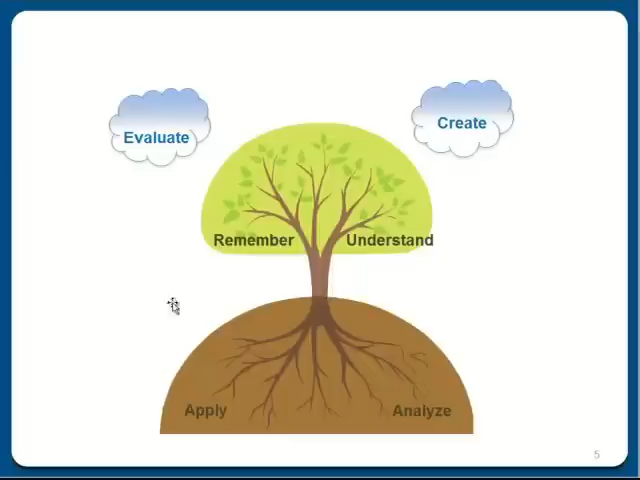 Evaluate
Create
Remember
Understand
Apply
Analyze
5